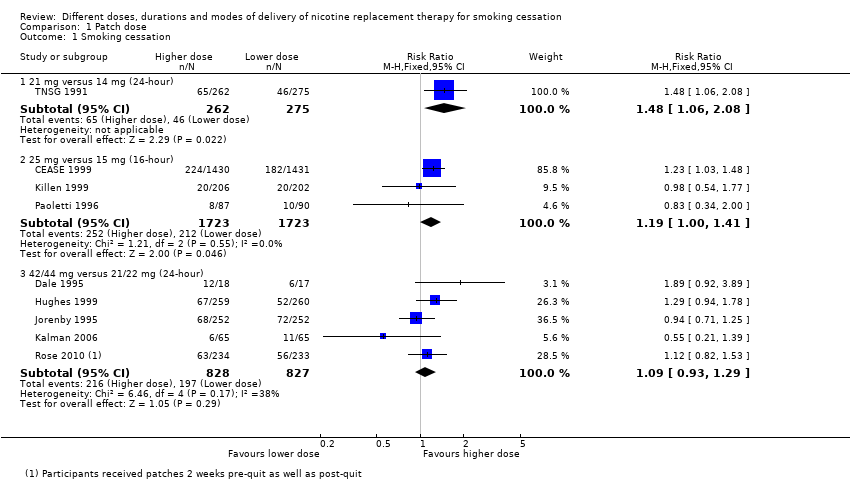 Review: Different doses, durations and modes of delivery of nicotine replacement therapy for smoking cessation
Comparison: 1 Patch dose
Outcome: 1 Smoking cessation
Study or subgroup Higher dose Lower dose Risk Ratio Weight Risk Ratio
n/N n/N M-H,Fixed,95% CI M-H,Fixed,95% CI
1 21 mg versus 14 mg (24-hour)
TNSG 1991 65/262 46/275 100.0 % 1.48 [ 1.06, 2.08 ]
Subtotal (95% CI) 262 275 100.0 % 1.48 [ 1.06, 2.08 ]
Total events: 65 (Higher dose), 46 (Lower dose)
Heterogeneity: not applicable
Test for overall effect: Z = 2.29 (P = 0.022)
2 25 mg versus 15 mg (16-hour)
CEASE 1999 224/1430 182/1431 85.8 % 1.23 [ 1.03, 1.48 ]
Killen 1999 20/206 20/202 9.5 % 0.98 [ 0.54, 1.77 ]
Paoletti 1996 8/87 10/90 4.6 % 0.83 [ 0.34, 2.00 ]
Subtotal (95% CI) 1723 1723 100.0 % 1.19 [ 1.00, 1.41 ]
Total events: 252 (Higher dose), 212 (Lower dose)
Heterogeneity: Chi² = 1.21, df = 2 (P = 0.55); I² =0.0%
Test for overall effect: Z = 2.00 (P = 0.046)
3 42/44 mg versus 21/22 mg (24-hour)
Dale 1995 12/18 6/17 3.1 % 1.89 [ 0.92, 3.89 ]
Hughes 1999 67/259 52/260 26.3 % 1.29 [ 0.94, 1.78 ]
Jorenby 1995 68/252 72/252 36.5 % 0.94 [ 0.71, 1.25 ]
Kalman 2006 6/65 11/65 5.6 % 0.55 [ 0.21, 1.39 ]
Rose 2010 (1) 63/234 56/233 28.5 % 1.12 [ 0.82, 1.53 ]
Subtotal (95% CI) 828 827 100.0 % 1.09 [ 0.93, 1.29 ]
Total events: 216 (Higher dose), 197 (Lower dose)
Heterogeneity: Chi² = 6.46, df = 4 (P = 0.17); I² =38%
Test for overall effect: Z = 1.05 (P = 0.29)
0.2 0.5 1 2 5
Favours lower dose Favours higher dose
(1) Participants received patches 2 weeks pre-quit as well as post-quit